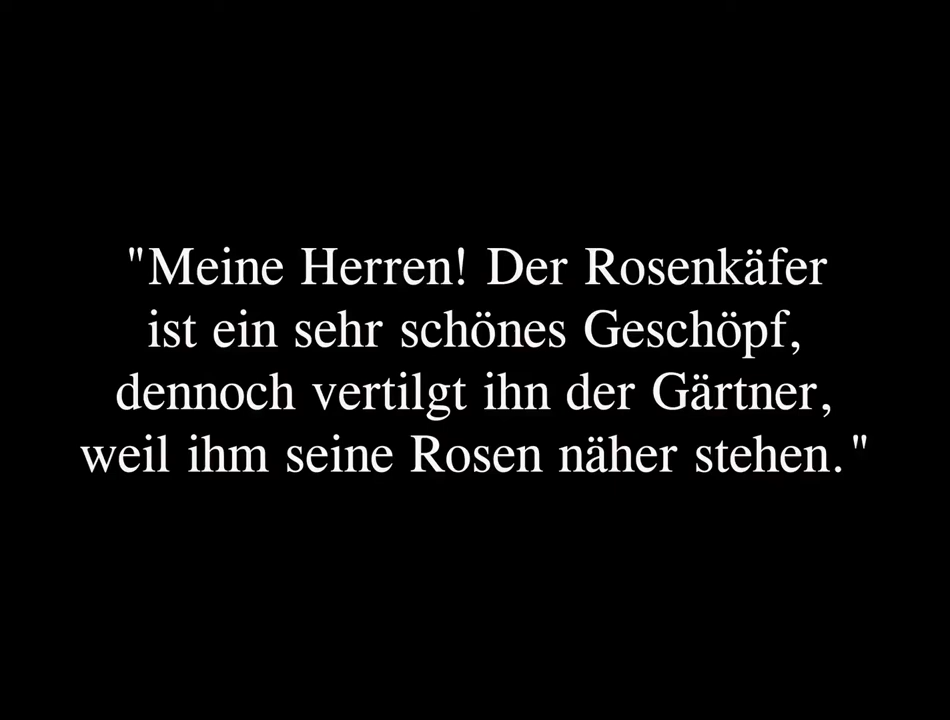 "Meine Herren! Der Rosenkäfer
ist ein sehr schönes Geschöpf,
dennoch vertilgt ihn der Gärtner,
weil ihm seine Rosen näher stehen."